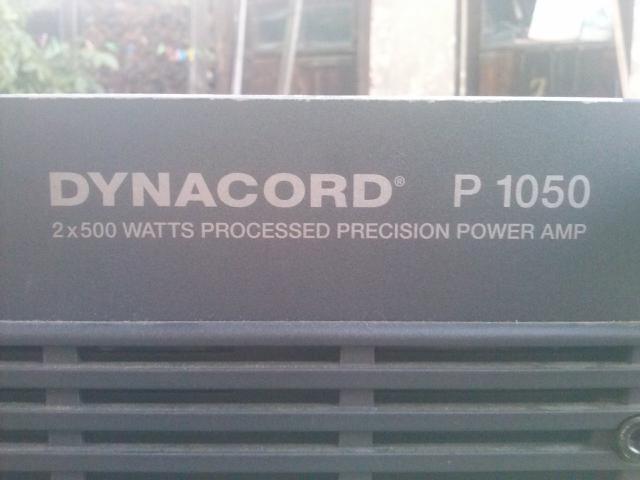 DYNACORD® P 1050
2x500 WATTS PROCESSED PRECISION POWER AMP